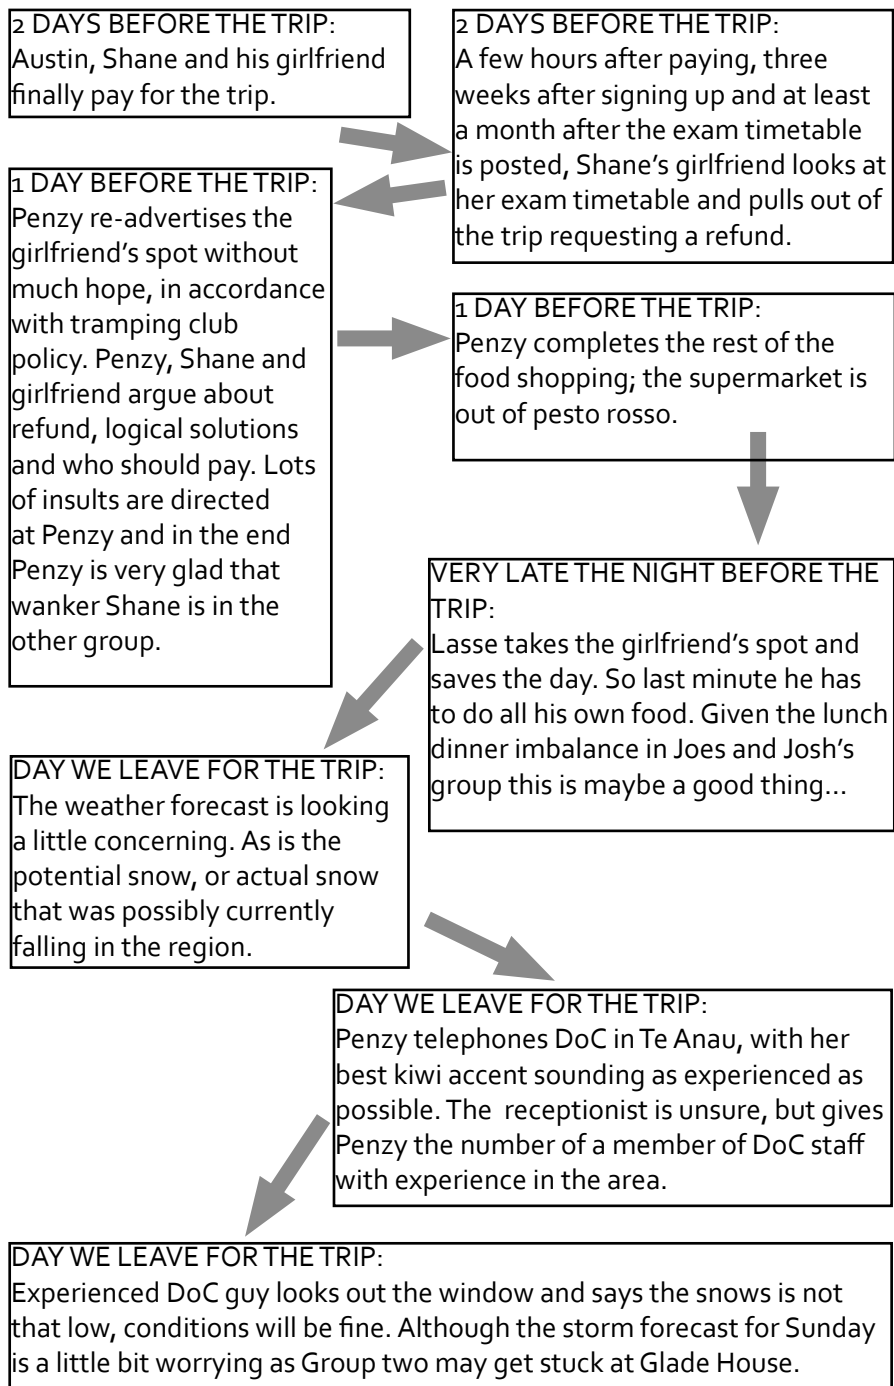 2 DAYS BEFORE THE TRIP:
Austin, Shane and his girlfriend
finally pay for the trip.
2 DAYS BEFORE THE TRIP:
A few hours after paying, three
weeks after signing up and at least
a month after the exam timetable
is posted, Shane's girlfriend looks at
her exam timetable and pulls out of
the trip requesting a refund.
1 DAY BEFORE THE TRIP:
Penzy re-advertises the
girlfriend's spot without
much hope, in accordance
with tramping club
policy. Penzy, Shane and
girlfriend argue about
refund, logical solutions
and who should pay. Lots
of insults are directed
at Penzy and in the end
Penzy is very glad that
wanker Shane is in the
other group.
1 DAY BEFORE THE TRIP:
Penzy completes the rest of the
food shopping; the supermarket is
out of pesto rosso.
VERY LATE THE NIGHT BEFORE THE
TRIP:
Lasse takes the girlfriend's spot and
saves the day. So last minute he has
to do all his own food. Given the lunch
dinner imbalance in Joes and Josh's
group this is maybe a good thing...
DAY WE LEAVE FOR THE TRIP:
The weather forecast is looking
a little concerning. As is the
potential snow, or actual snow
that was possibly currently
falling in the region.
DAY WE LEAVE FOR THE TRIP:
Penzy telephones DoC in Te Anau, with her
best kiwi accent sounding as experienced as
possible. The  receptionist is unsure, but gives
Penzy the number of a member of DoC staff
with experience in the area.
DAY WE LEAVE FOR THE TRIP:
Experienced DoC guy looks out the window and says the snows is not
that low, conditions will be fine. Although the storm forecast for Sunday
is a little bit worrying as Group two may get stuck at Glade House.